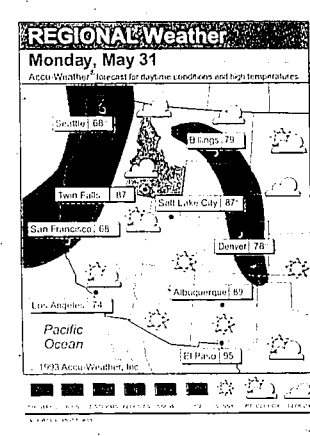 REGIONAL Weather
Monday, May 31
Accu-Weather® forecast for daytime conditions and high temperatures
Seattle 68°
Billings 79
Twin Falls 87
Salt Lake City 87°
San Francisco 68
Denver 78°
Los Angeles 74
Albuquerque 89
Pacific
Ocean
El Paso 95
1993 Accu-Weather, Inc